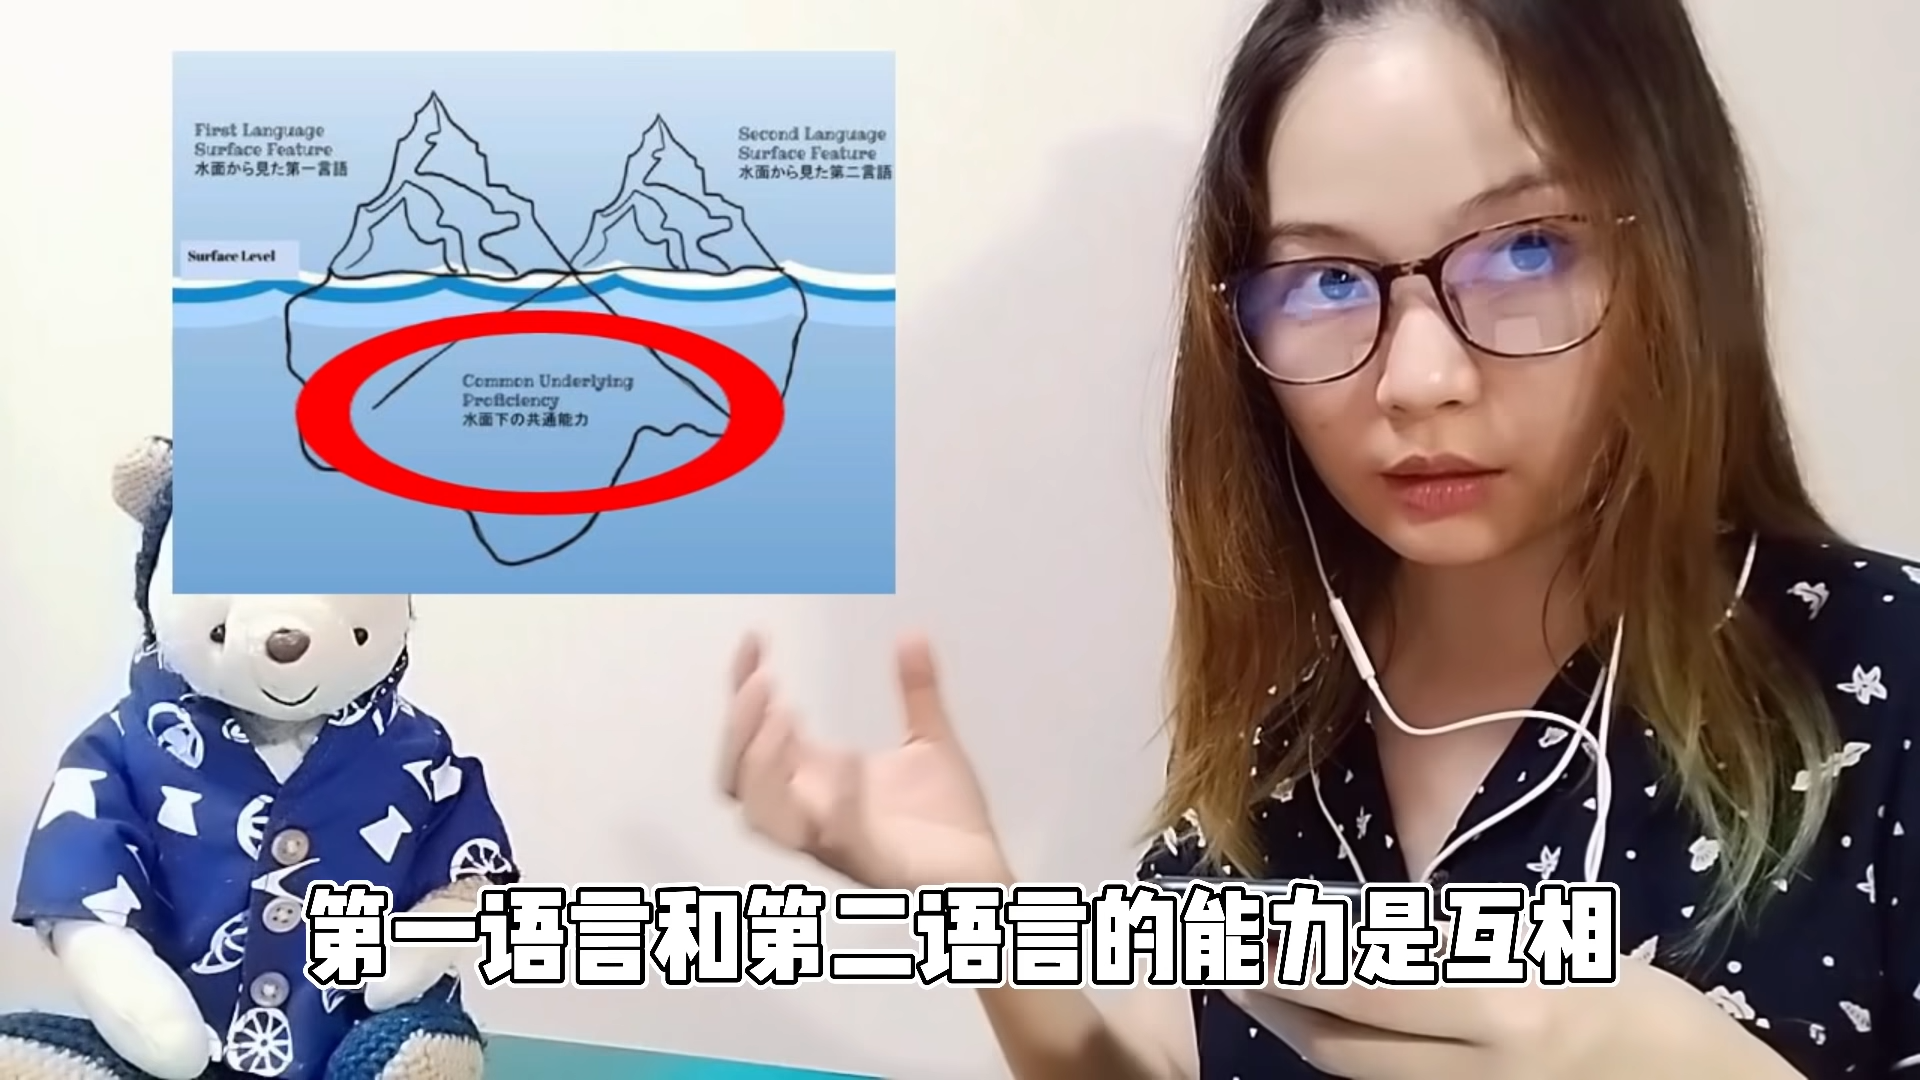 First Language
Surface Feature
水面から見た第一言語
Second Language
Surface Feature
水面から見た第二言語
Surface Level
Common Underlying
Proficiency
水面下の共通能力
第一语言和第二语言的能力是互相